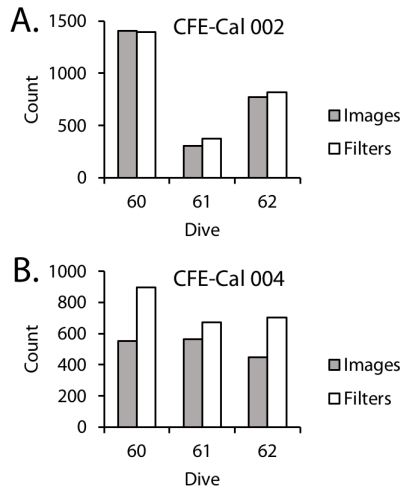 A.
CFE-Cal 002
1500
1000
500
0
Count
60 61 62
Dive
Images
Filters
B.
CFE-Cal 004
1000
800
600
400
200
0
Count
60 61 62
Dive
Images
Filters